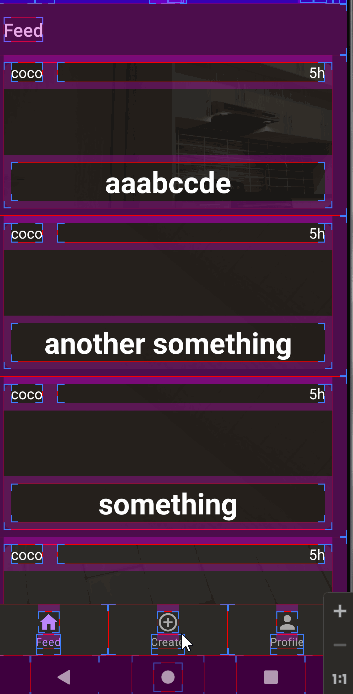 Feed
coco 5h
aaabccde
coco 5h
another something
coco 5h
something
coco 5h
Feed Create Profile
1:1